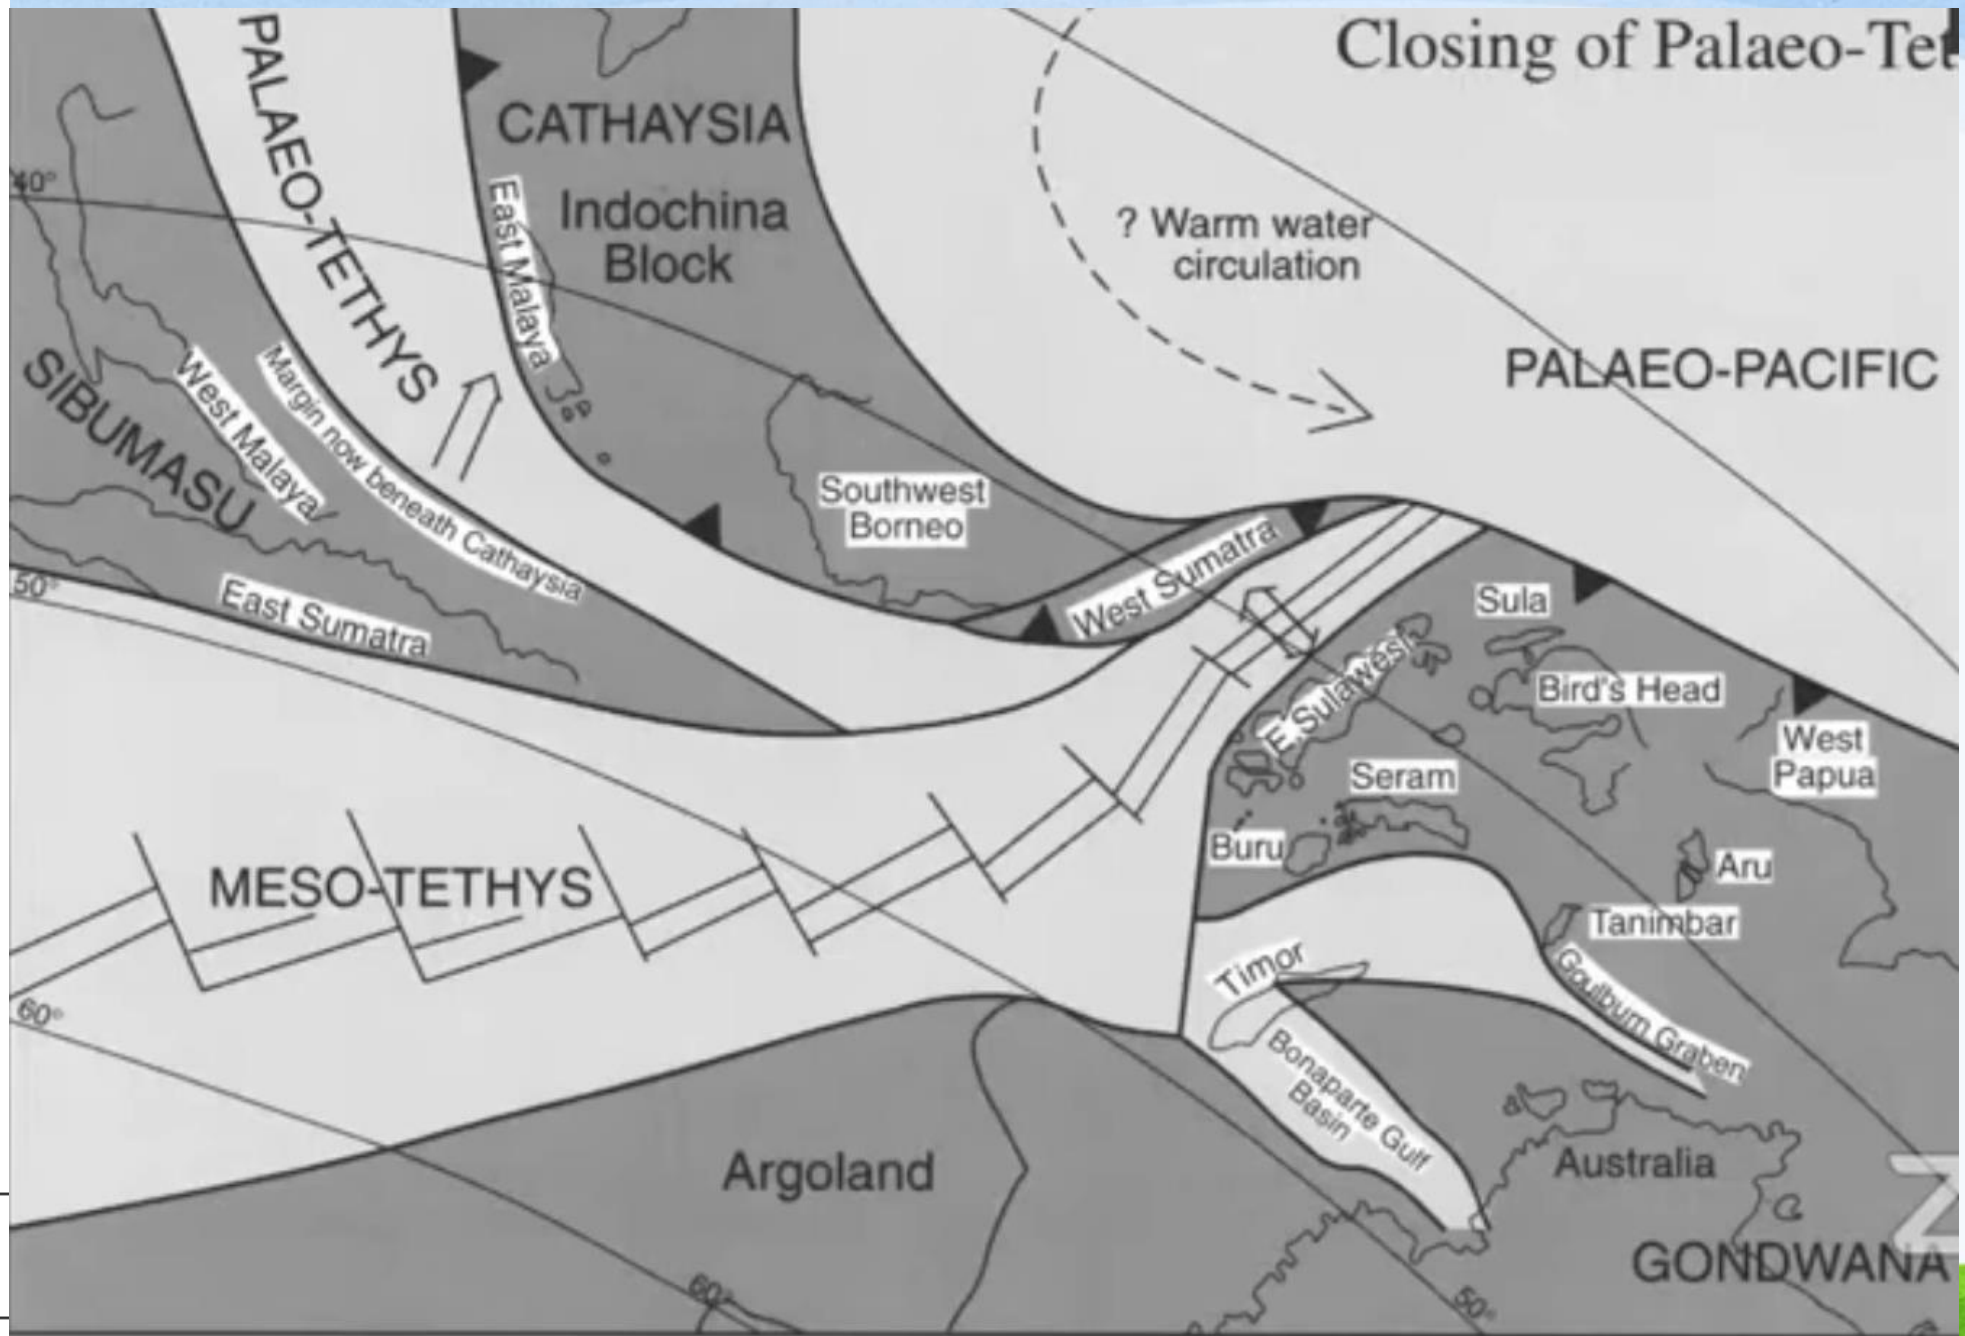 Closing of Palaeo-Tet
PALAEO-TETHYS
CATHAYSIA
Indochina
Block
East Malaya
40°
? Warm water
circulation
PALAEO-PACIFIC
SIBUMASU
West Malaya
Margin now beneath Cathaysia
Southwest
Borneo
West Sumatra
50°
East Sumatra
Sula
E Sulawesi
Bird's Head
West
Papua
Seram
Buru
Aru
MESO-TETHYS
Tanimbar
Timor
Goulburn Graben
60°
Bonaparte Gulf
Basin
Argoland
Australia
GONDWANA
60°
50°
Z